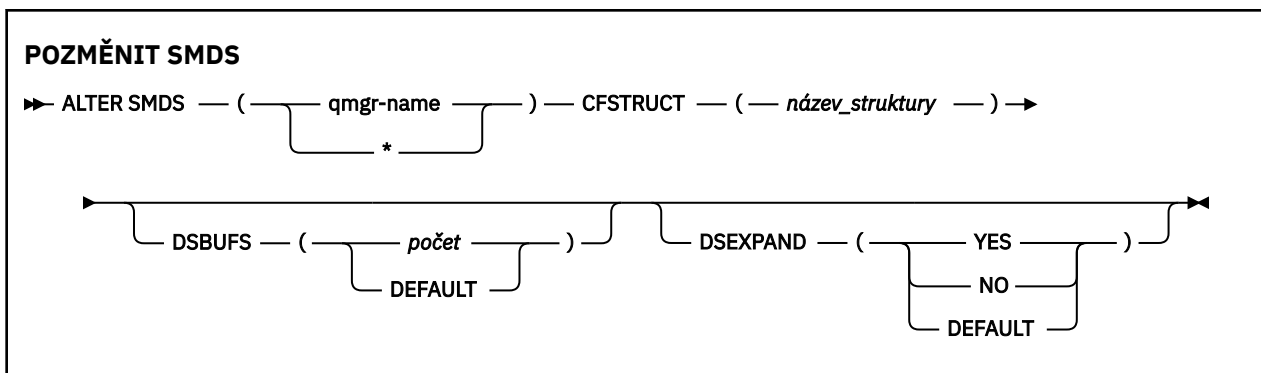 POZMĚNIT SMDS
ALTER SMDS ( qmgr-name ) CFSTRUCT ( název_struktury )
*
DSBUFS ( počet ) DSEXPAND ( YES )
DEFAULT NO
DEFAULT